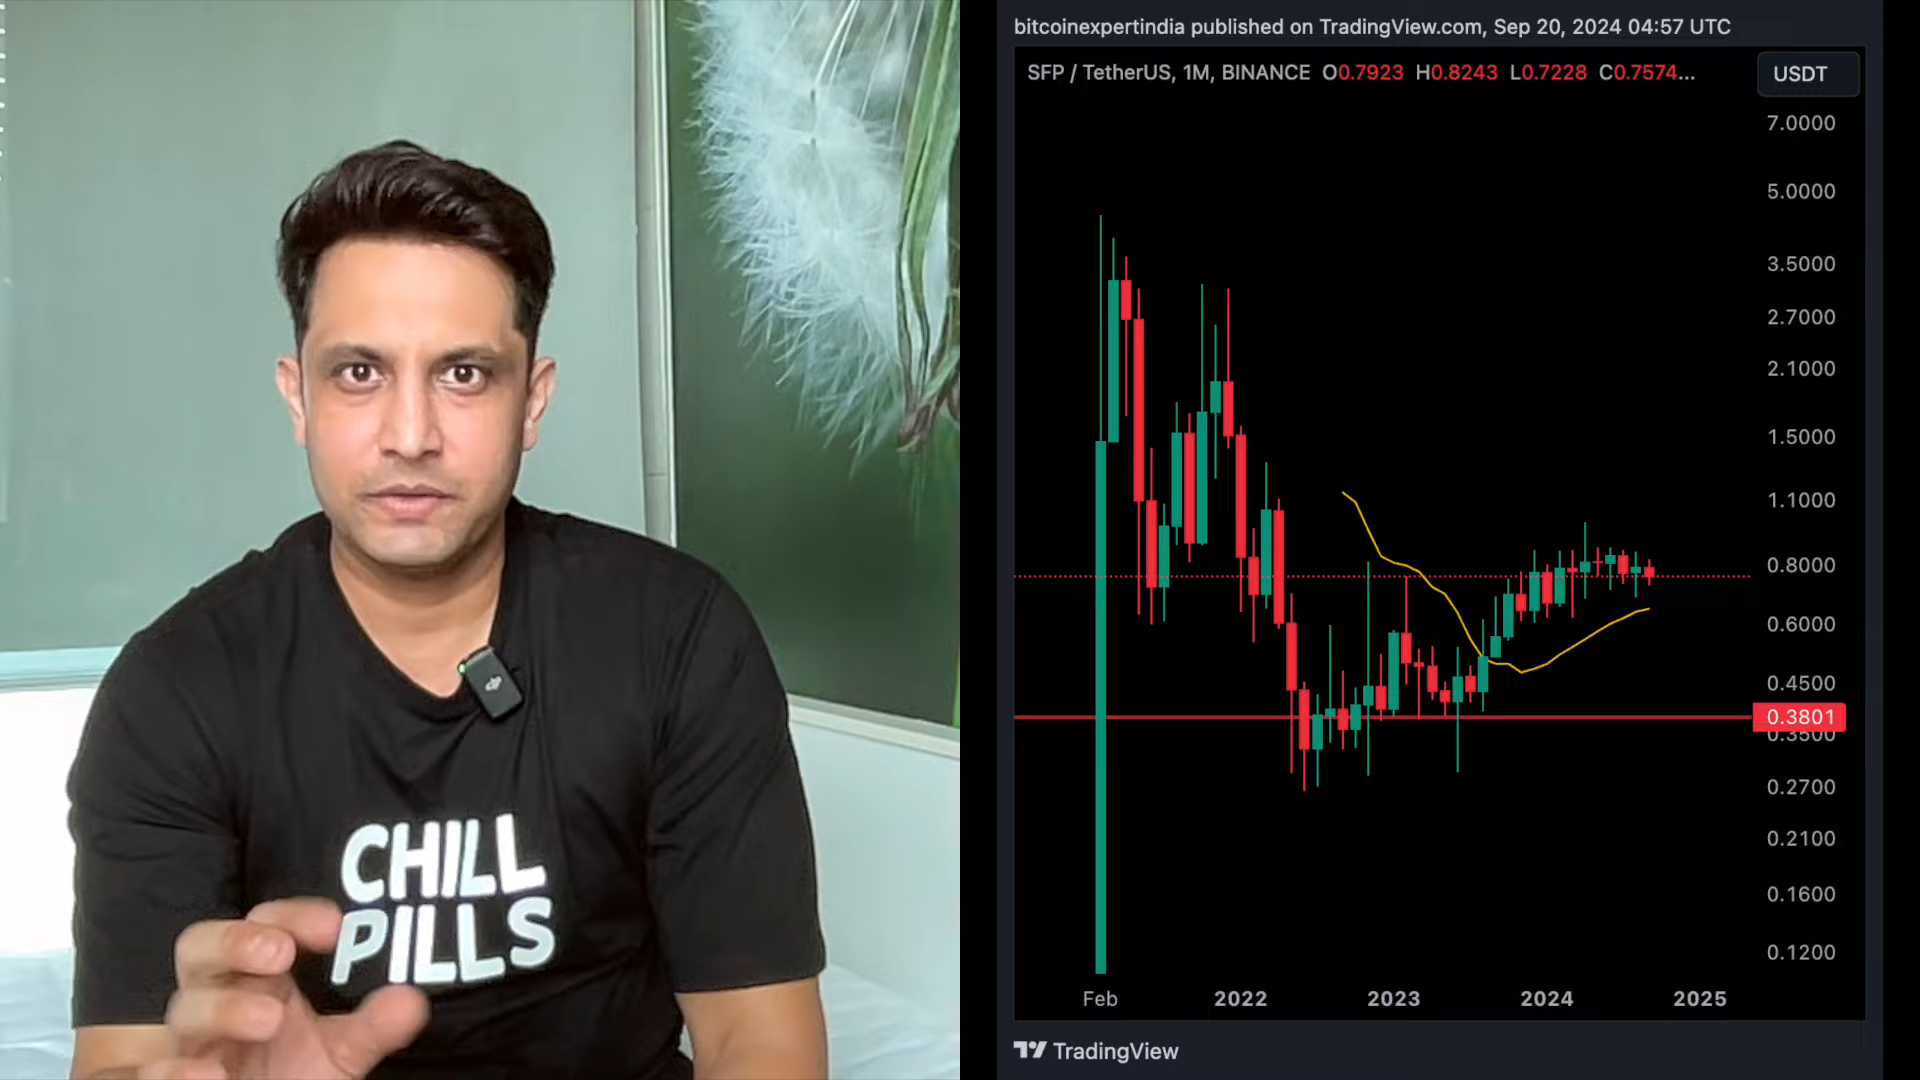 CHILL
PILLS
bitcoinexpertindia published on TradingView.com, Sep 20, 2024 04:57 UTC
SFP / TetherUS, 1M, BINANCE O0.7923 H0.8243 L0.7228 C0.7574...
USDT
7.0000
5.0000
3.5000
2.7000
2.1000
1.5000
1.1000
0.8000
0.6000
0.4500
0.3801
0.3500
0.2700
0.2100
0.1600
0.1200
Feb 2022 2023 2024 2025
TradingView